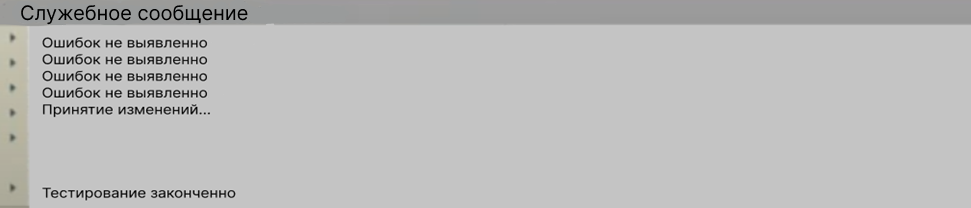 Служебное сообщение
Ошибок не выявленно
Ошибок не выявленно
Ошибок не выявленно
Ошибок не выявленно
Принятие изменений...
Тестирование законченно